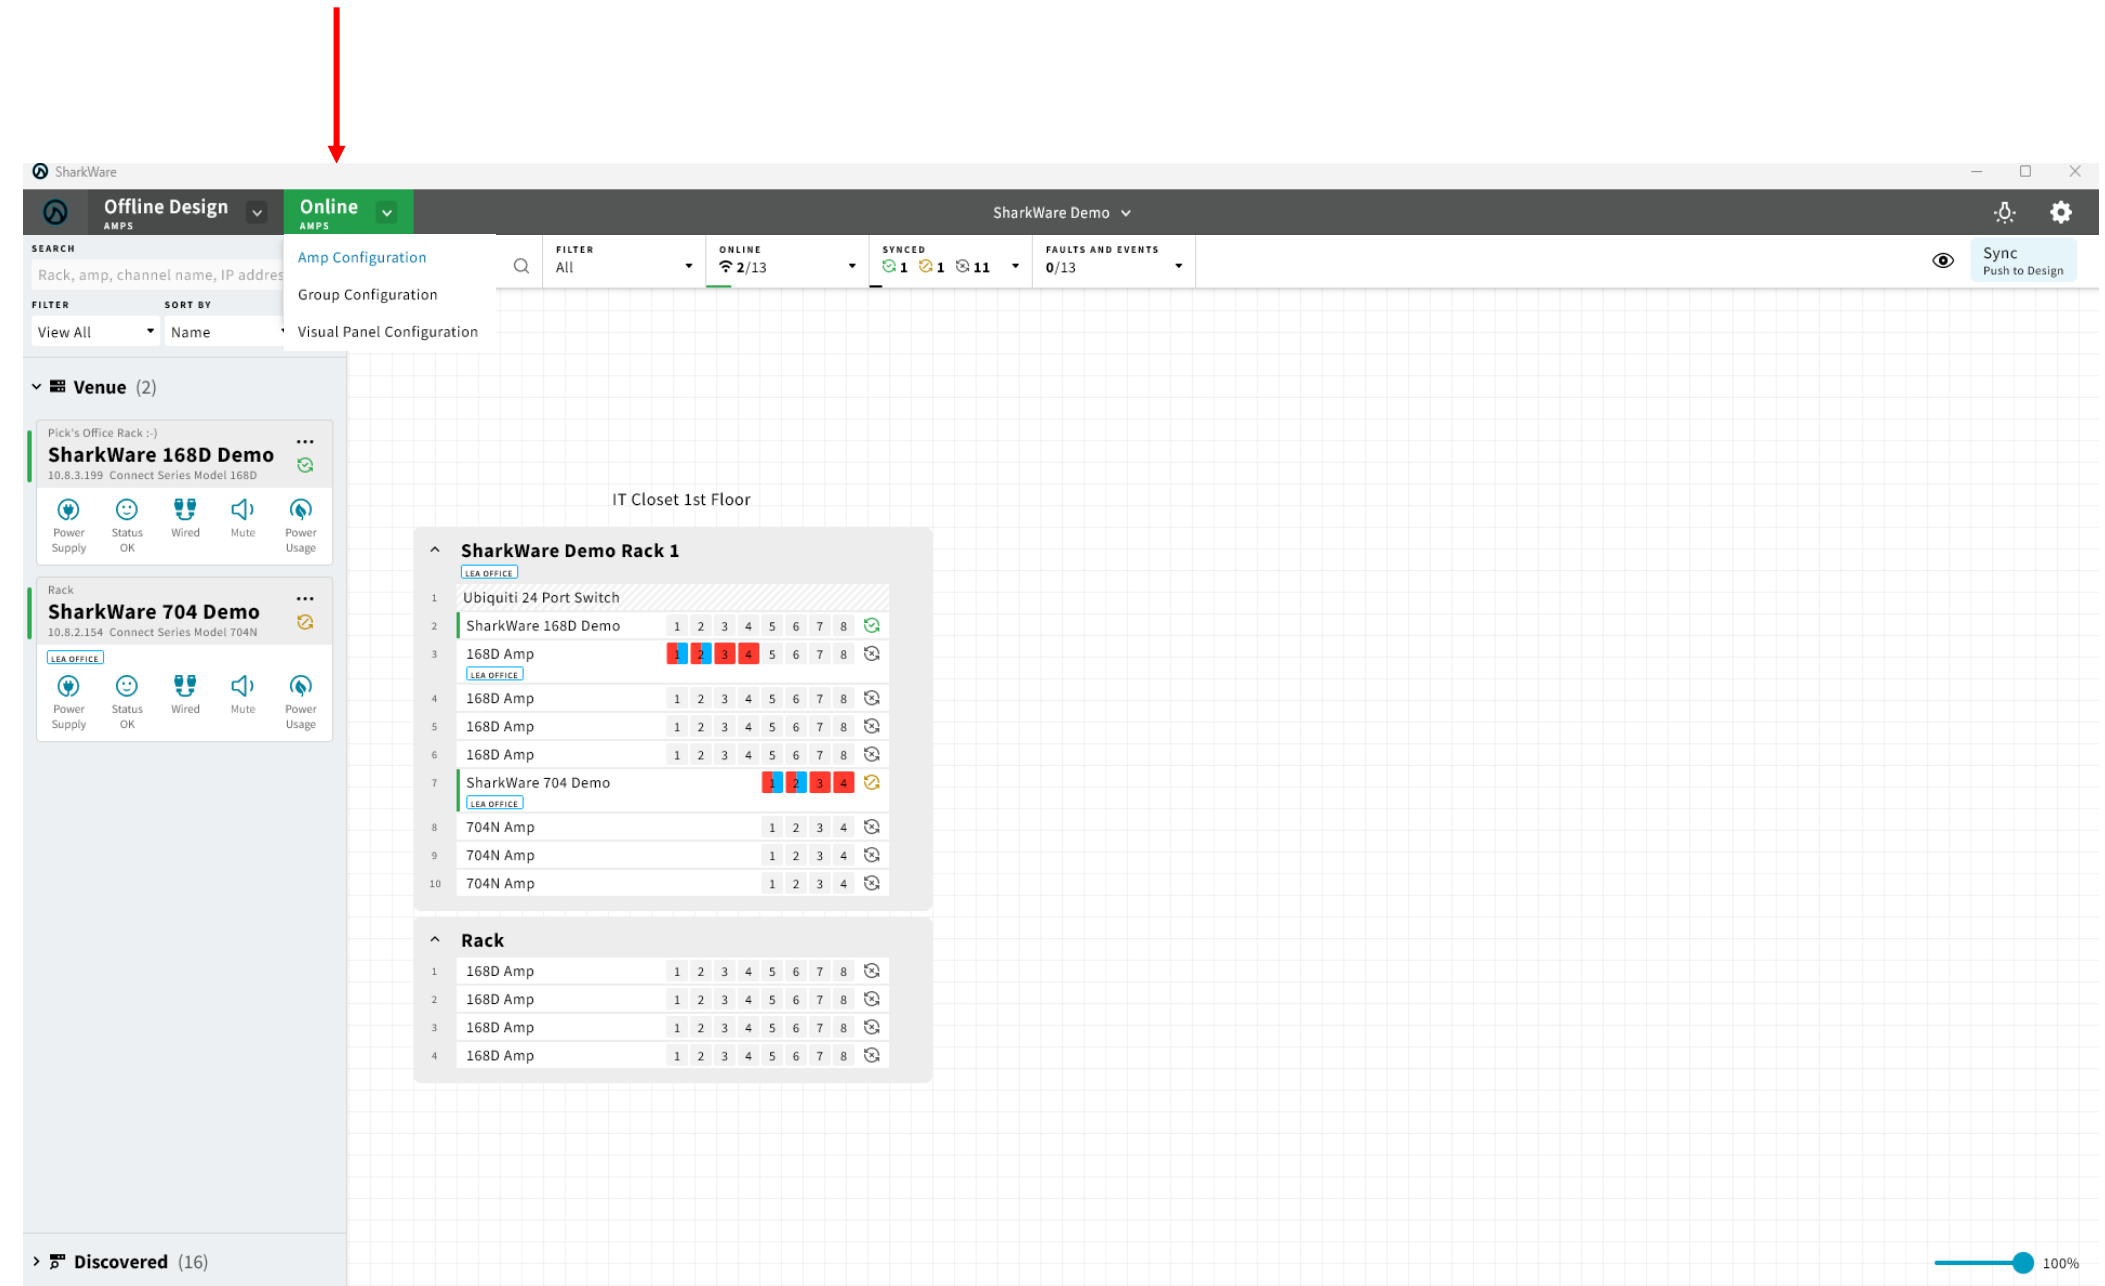 SharkWare
Offline Design
AMPS
Online
AMPS
SharkWare Demo
SEARCH
Rack, amp, channel name, IP addres
FILTER
View All
SORT BY
Name
Amp Configuration
Group Configuration
Visual Panel Configuration
FILTER
All
ONLINE
2/13
SYNCED
1 1 11
FAULTS AND EVENTS
0/13
Sync
Push to Design
Venue (2)
Pick's Office Rack :-)
SharkWare 168D Demo
10.8.3.199 Connect Series Model 168D
Power Supply
Status OK
Wired
Mute
Power Usage
Rack
SharkWare 704 Demo
10.8.2.154 Connect Series Model 704N
LEA OFFICE
Power Supply
Status OK
Wired
Mute
Power Usage
Discovered (16)
IT Closet 1st Floor
SharkWare Demo Rack 1
LEA OFFICE
1 Ubiquiti 24 Port Switch
2 SharkWare 168D Demo 1 2 3 4 5 6 7 8
3 168D Amp 1 2 3 4 5 6 7 8
LEA OFFICE
4 168D Amp 1 2 3 4 5 6 7 8
5 168D Amp 1 2 3 4 5 6 7 8
6 168D Amp 1 2 3 4 5 6 7 8
7 SharkWare 704 Demo 1 2 3 4
LEA OFFICE
8 704N Amp 1 2 3 4
9 704N Amp 1 2 3 4
10 704N Amp 1 2 3 4
Rack
1 168D Amp 1 2 3 4 5 6 7 8
2 168D Amp 1 2 3 4 5 6 7 8
3 168D Amp 1 2 3 4 5 6 7 8
4 168D Amp 1 2 3 4 5 6 7 8
100%